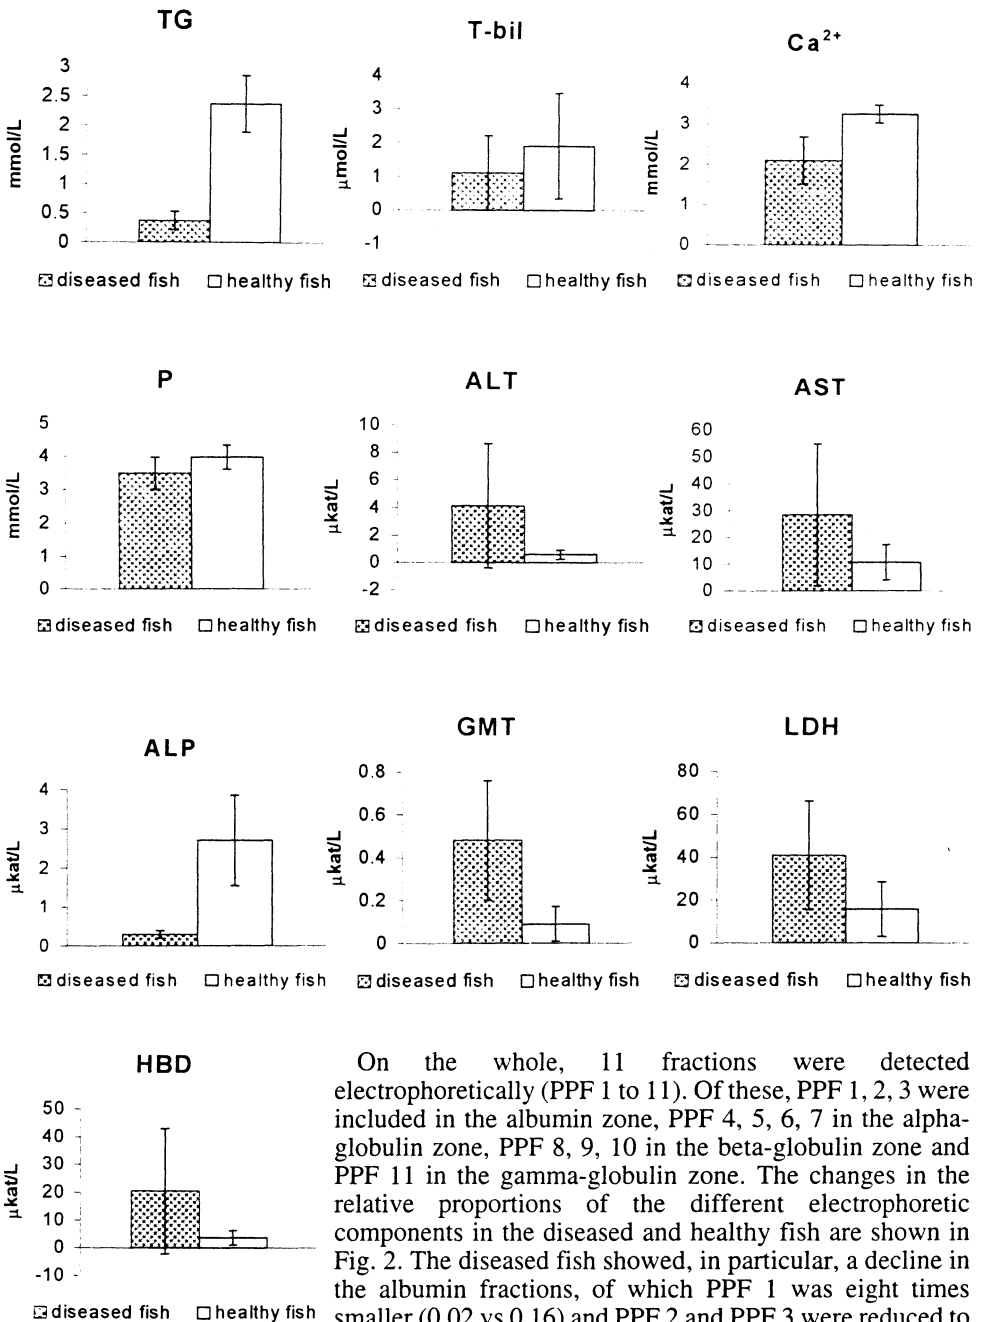 TG
3
2.5
2
1.5
1
0.5
0
mmol/L
diseased fish healthy fish
T-bil
4
3
2
1
0
-1
µmol/L
diseased fish healthy fish
Ca²⁺
4
3
2
1
0
mmol/L
diseased fish healthy fish
P
5
4
3
2
1
0
mmol/L
diseased fish healthy fish
ALT
10
8
6
4
2
0
-2
µkat/L
diseased fish healthy fish
AST
60
50
40
30
20
10
0
µkat/L
diseased fish healthy fish
ALP
4
3
2
1
0
µkat/L
diseased fish healthy fish
GMT
0.8
0.6
0.4
0.2
0
µkat/L
diseased fish healthy fish
LDH
80
60
40
20
0
µkat/L
diseased fish healthy fish
HBD
50
40
30
20
10
0
-10
µkat/L
diseased fish healthy fish
On the whole, 11 fractions were detected
electrophoretically (PPF 1 to 11). Of these, PPF 1, 2, 3 were
included in the albumin zone, PPF 4, 5, 6, 7 in the alpha-
globulin zone, PPF 8, 9, 10 in the beta-globulin zone and
PPF 11 in the gamma-globulin zone. The changes in the
relative proportions of the different electrophoretic
components in the diseased and healthy fish are shown in
Fig. 2. The diseased fish showed, in particular, a decline in
the albumin fractions, of which PPF 1 was eight times
smaller (0.02 vs 0.16) and PPF 2 and PPF 3 were reduced to